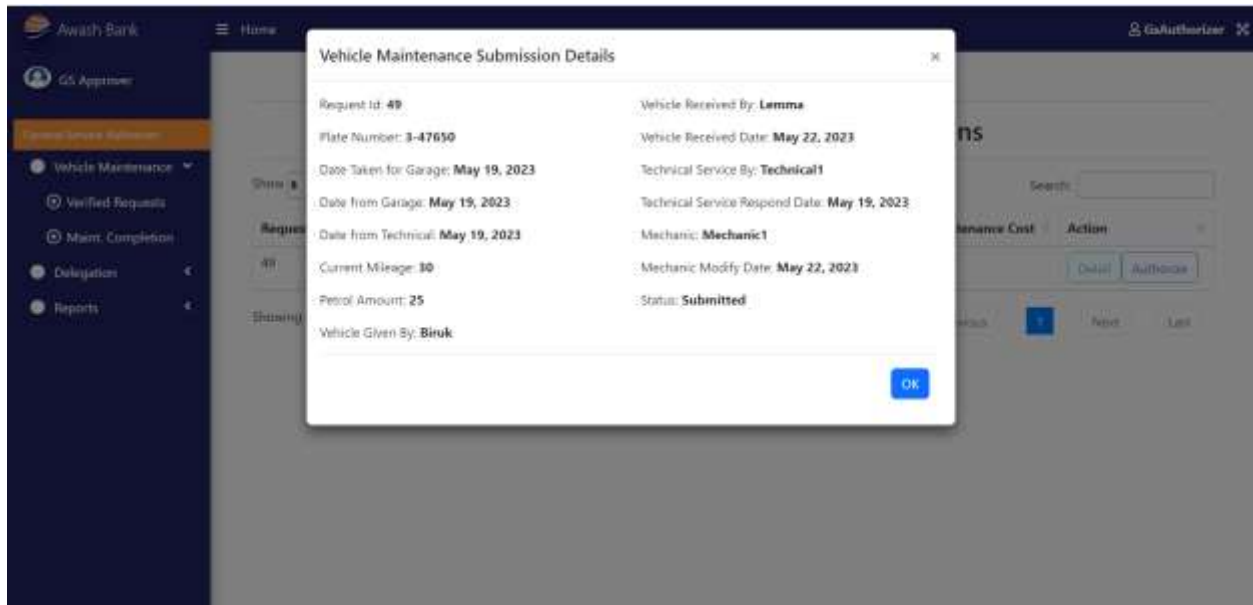 Awash Bank
Home
GsAuthorizer
GS Approver
Vehicle Maintenance
Verified Requests
Maint. Completion
Delegation
Reports
Vehicle Maintenance Submission Details
×
Request Id: 49
Plate Number: 3-47650
Date Taken for Garage: May 19, 2023
Date from Garage: May 19, 2023
Date from Technical: May 19, 2023
Current Mileage: 30
Petrol Amount: 25
Vehicle Given By: Biruk
Vehicle Received By: Lemma
Vehicle Received Date: May 22, 2023
Technical Service By: Technical1
Technical Service Respond Date: May 19, 2023
Mechanic: Mechanic1
Mechanic Modify Date: May 22, 2023
Status: Submitted
OK
ns
Show
Search:
Reques
tenance Cost
Action
49
Detail
Authorize
Showing
vious
1
Next
Last